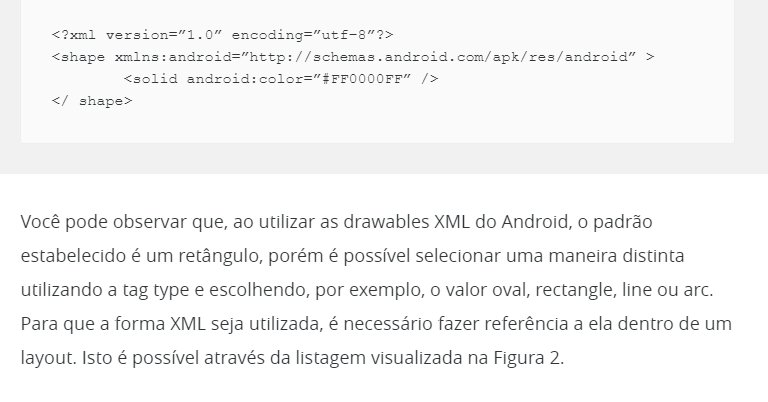 <?xml version=”1.0” encoding=”utf-8”?>
<shape xmlns:android=”http://schemas.android.com/apk/res/android” >
<solid android:color=”#FF0000FF” />
</ shape>
Você pode observar que, ao utilizar as drawables XML do Android, o padrão
estabelecido é um retângulo, porém é possível selecionar uma maneira distinta
utilizando a tag type e escolhendo, por exemplo, o valor oval, rectangle, line ou arc.
Para que a forma XML seja utilizada, é necessário fazer referência a ela dentro de um
layout. Isto é possível através da listagem visualizada na Figura 2.